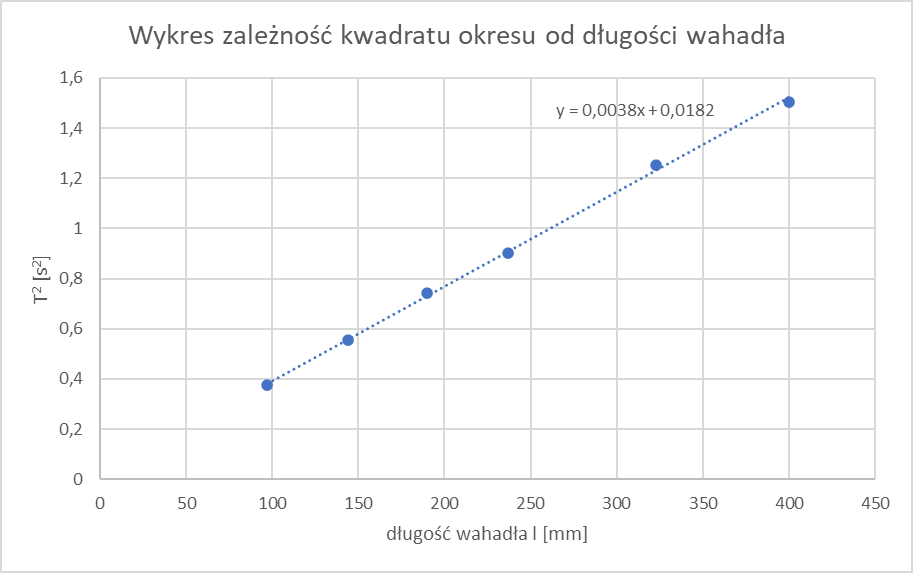 Wykres zależność kwadratu okresu od długości wahadła
1,6
1,4
1,2
1
0,8
0,6
0,4
0,2
0
T² [s²]
y = 0,0038x + 0,0182
0 50 100 150 200 250 300 350 400 450
długość wahadła l [mm]